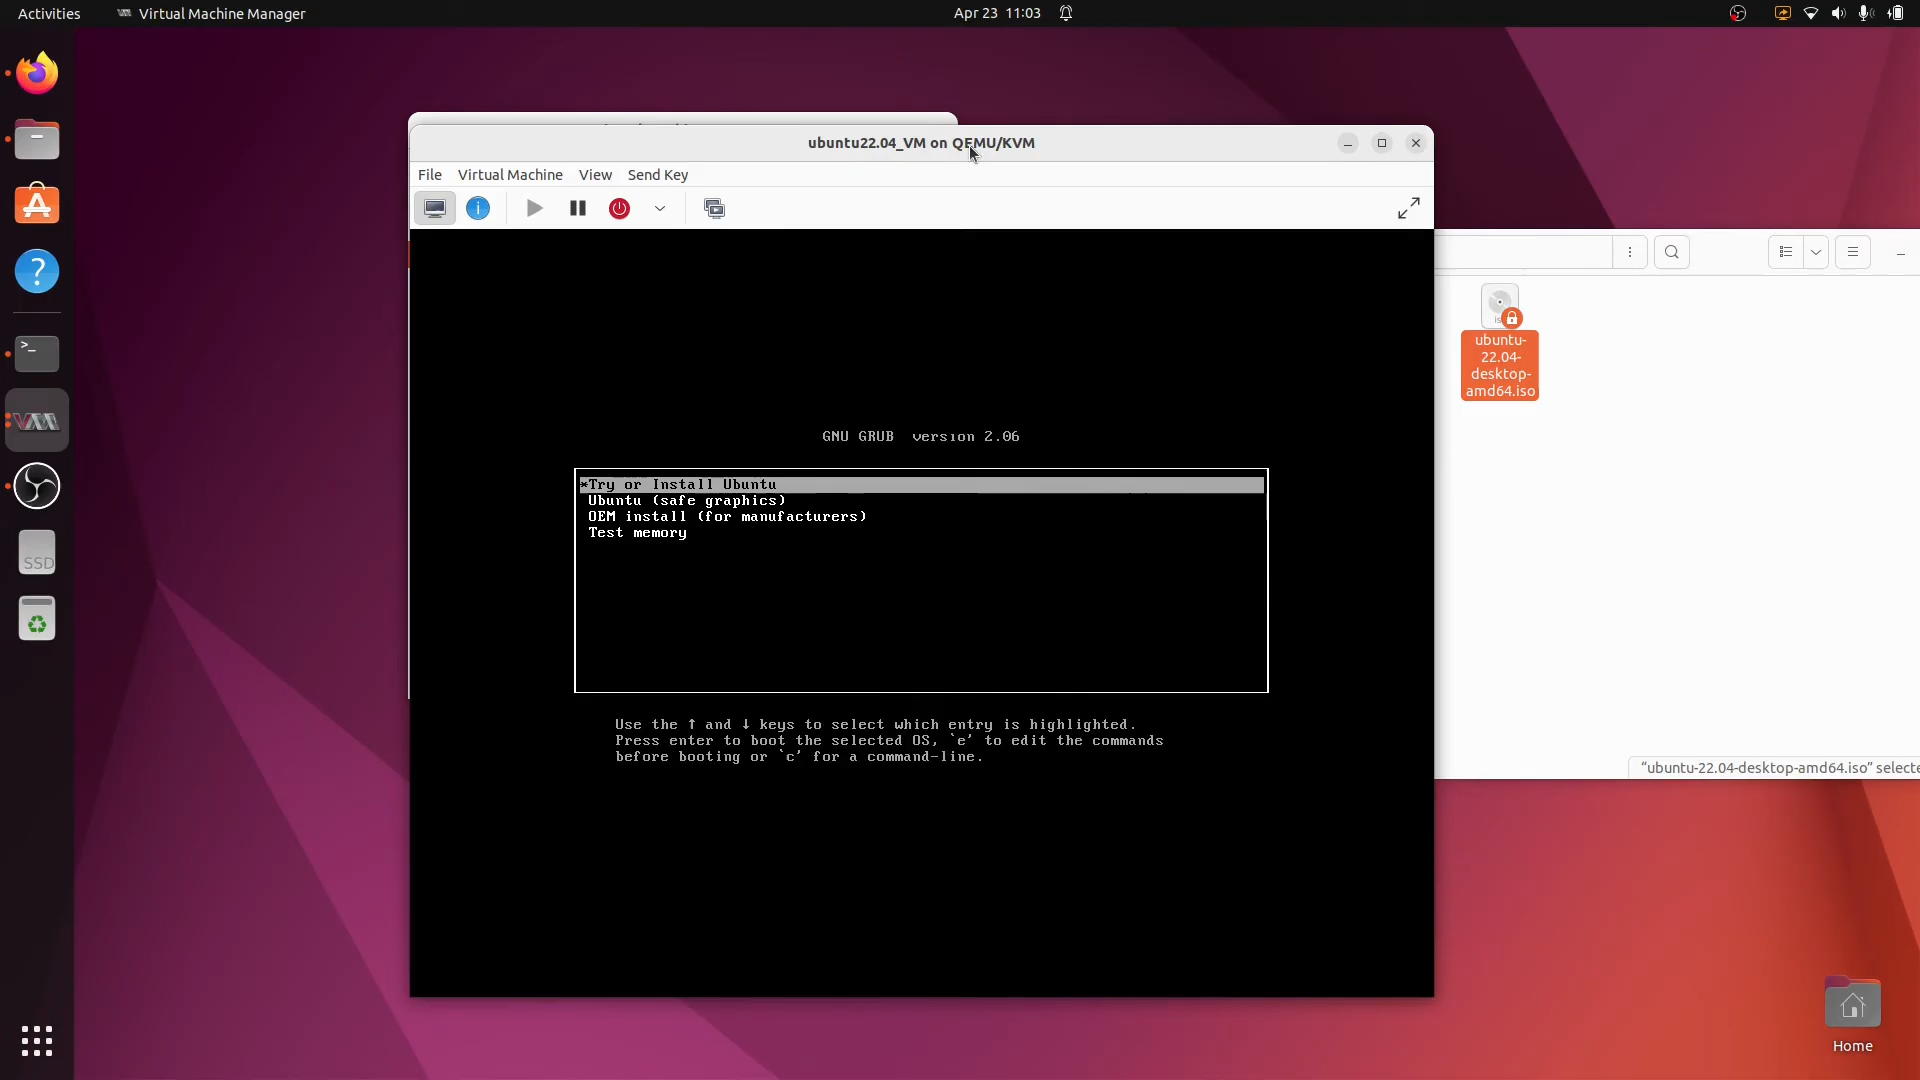 Activities
Virtual Machine Manager
Apr 23 11:03
ubuntu22.04_VM on QEMU/KVM
File Virtual Machine View Send Key
GNU GRUB version 2.06
*Try or Install Ubuntu
Ubuntu (safe graphics)
OEM install (for manufacturers)
Test memory
Use the ↑ and ↓ keys to select which entry is highlighted.
Press enter to boot the selected OS, `e' to edit the commands
before booting or `c' for a command-line.
ubuntu-
22.04-
desktop-
amd64.iso
“ubuntu-22.04-desktop-amd64.iso” selecte
SSD
Home